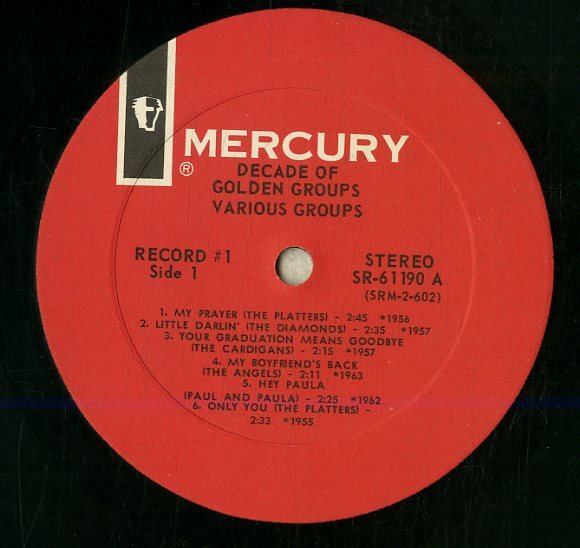 MERCURY
®
DECADE OF
GOLDEN GROUPS
VARIOUS GROUPS
RECORD #1
Side 1
STEREO
SR-61190 A
(SRM-2-602)
1. MY PRAYER (THE PLATTERS) - 2:45 *1956
2. LITTLE DARLIN' (THE DIAMONDS) - 2:35 *1957
3. YOUR GRADUATION MEANS GOODBYE
(THE CARDIGANS) - 2:15 *1957
4. MY BOYFRIEND'S BACK
(THE ANGELS) - 2:11 *1963
5. HEY PAULA
(PAUL AND PAULA) - 2:25 *1962
6. ONLY YOU (THE PLATTERS) -
2:33 *1955